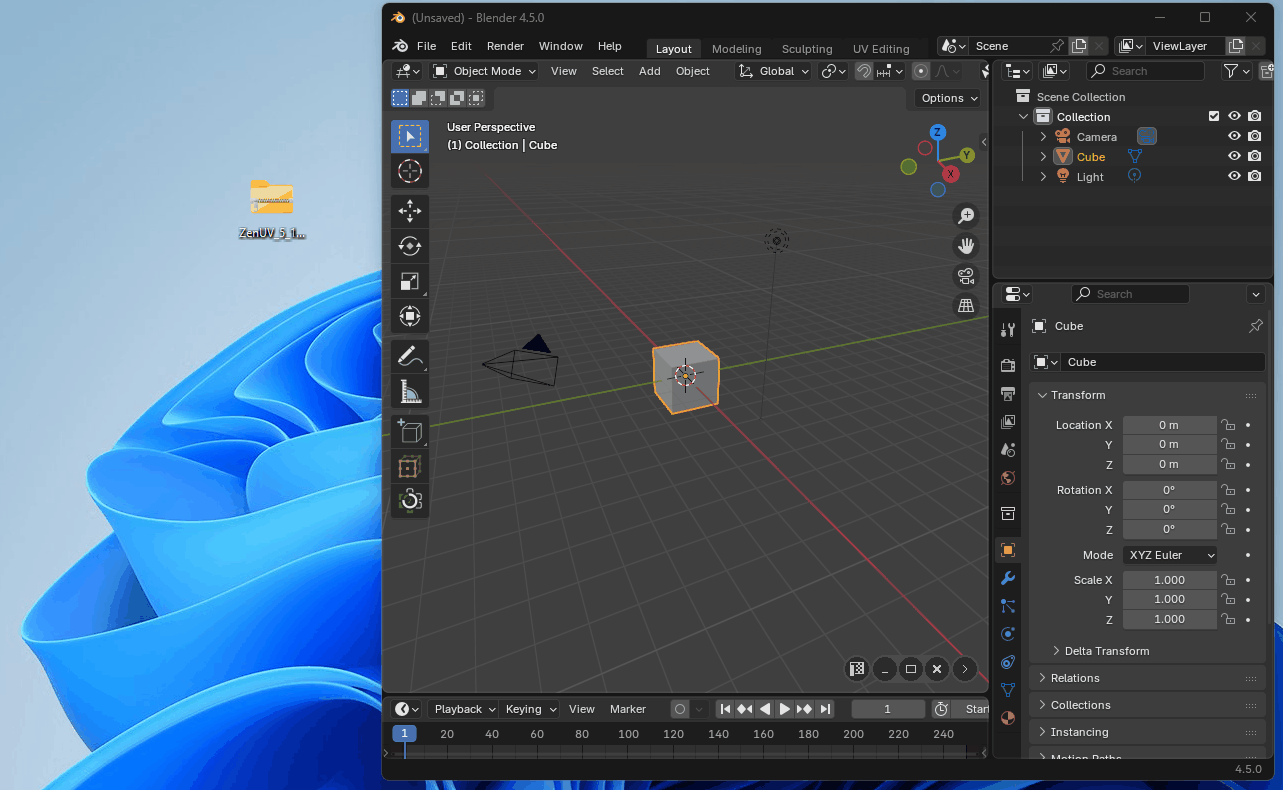 (Unsaved) - Blender 4.5.0
File Edit Render Window Help Layout Modeling Sculpting UV Editing Scene ViewLayer
Object Mode View Select Add Object Global Search
Options
ZenUV_5_1...
User Perspective
(1) Collection | Cube
Z
Y
X
Scene Collection
Collection
Camera
Cube
Light
Search
Cube
Cube
Transform
Location X 0 m
Y 0 m
Z 0 m
Rotation X 0°
Y 0°
Z 0°
Mode XYZ Euler
Scale X 1.000
Y 1.000
Z 1.000
Delta Transform
Relations
Collections
Instancing
Motion Paths
Playback Keying View Marker 1 Start
1 20 40 60 80 100 120 140 160 180 200 220 240
4.5.0